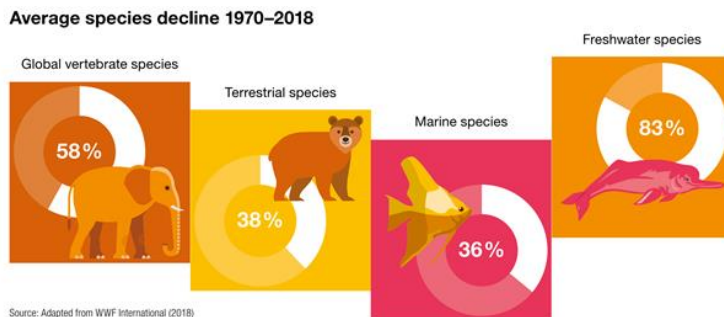 Average species decline 1970–2018
Global vertebrate species
58%
Terrestrial species
38%
Marine species
36%
Freshwater species
83%
Source: Adapted from WWF International (2018)